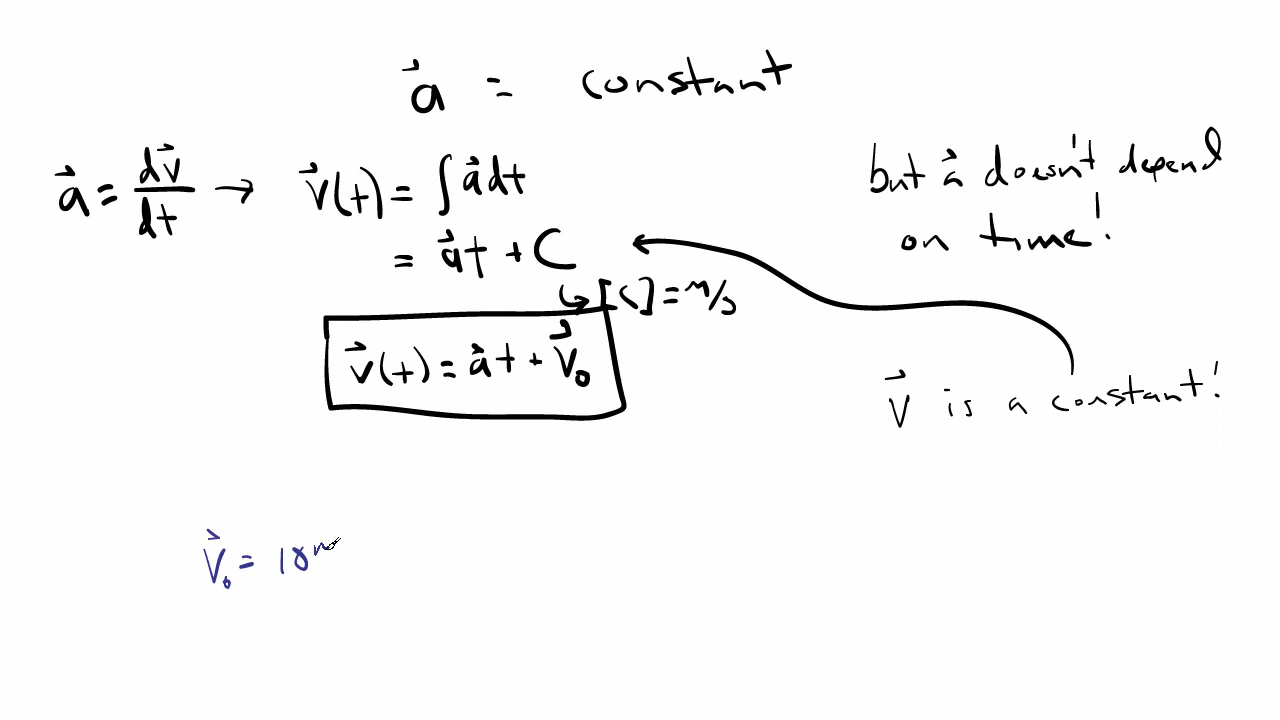 a⃗ = constant
a⃗ = dv⃗/dt → v⃗(t) = ∫ a⃗ dt
= a⃗t + C
↳ [C] = m/s
v⃗(t) = a⃗t + v⃗₀
but a⃗ doesn't depend
on time!
v⃗ is a constant!
v⃗₀ = 10 m